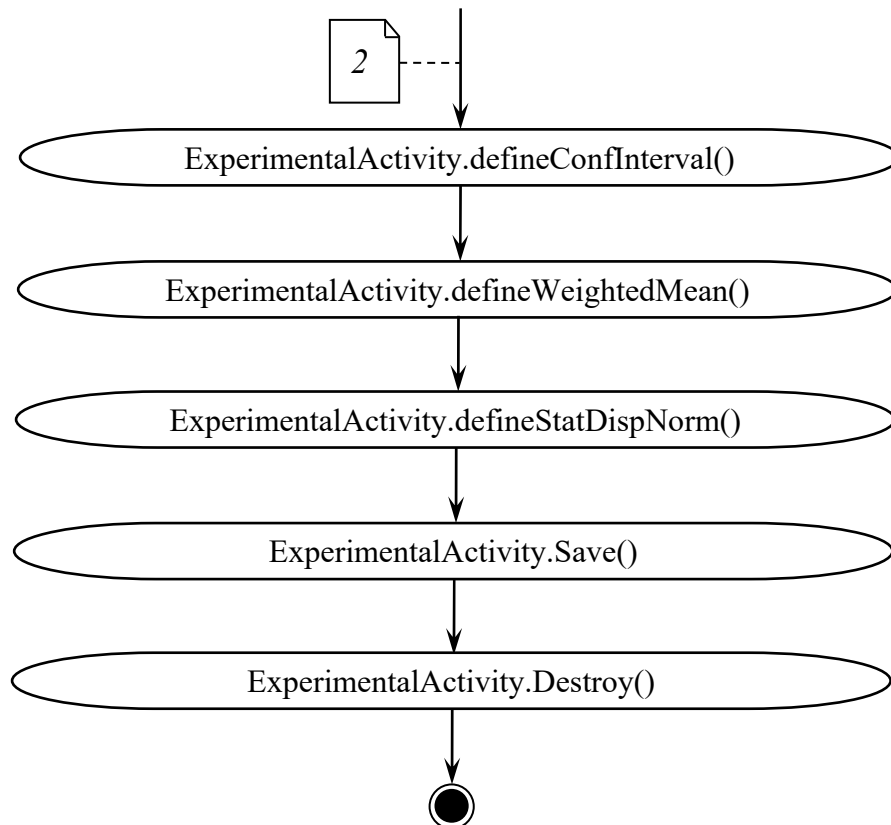 2
ExperimentalActivity.defineConfInterval()
ExperimentalActivity.defineWeightedMean()
ExperimentalActivity.defineStatDispNorm()
ExperimentalActivity.Save()
ExperimentalActivity.Destroy()